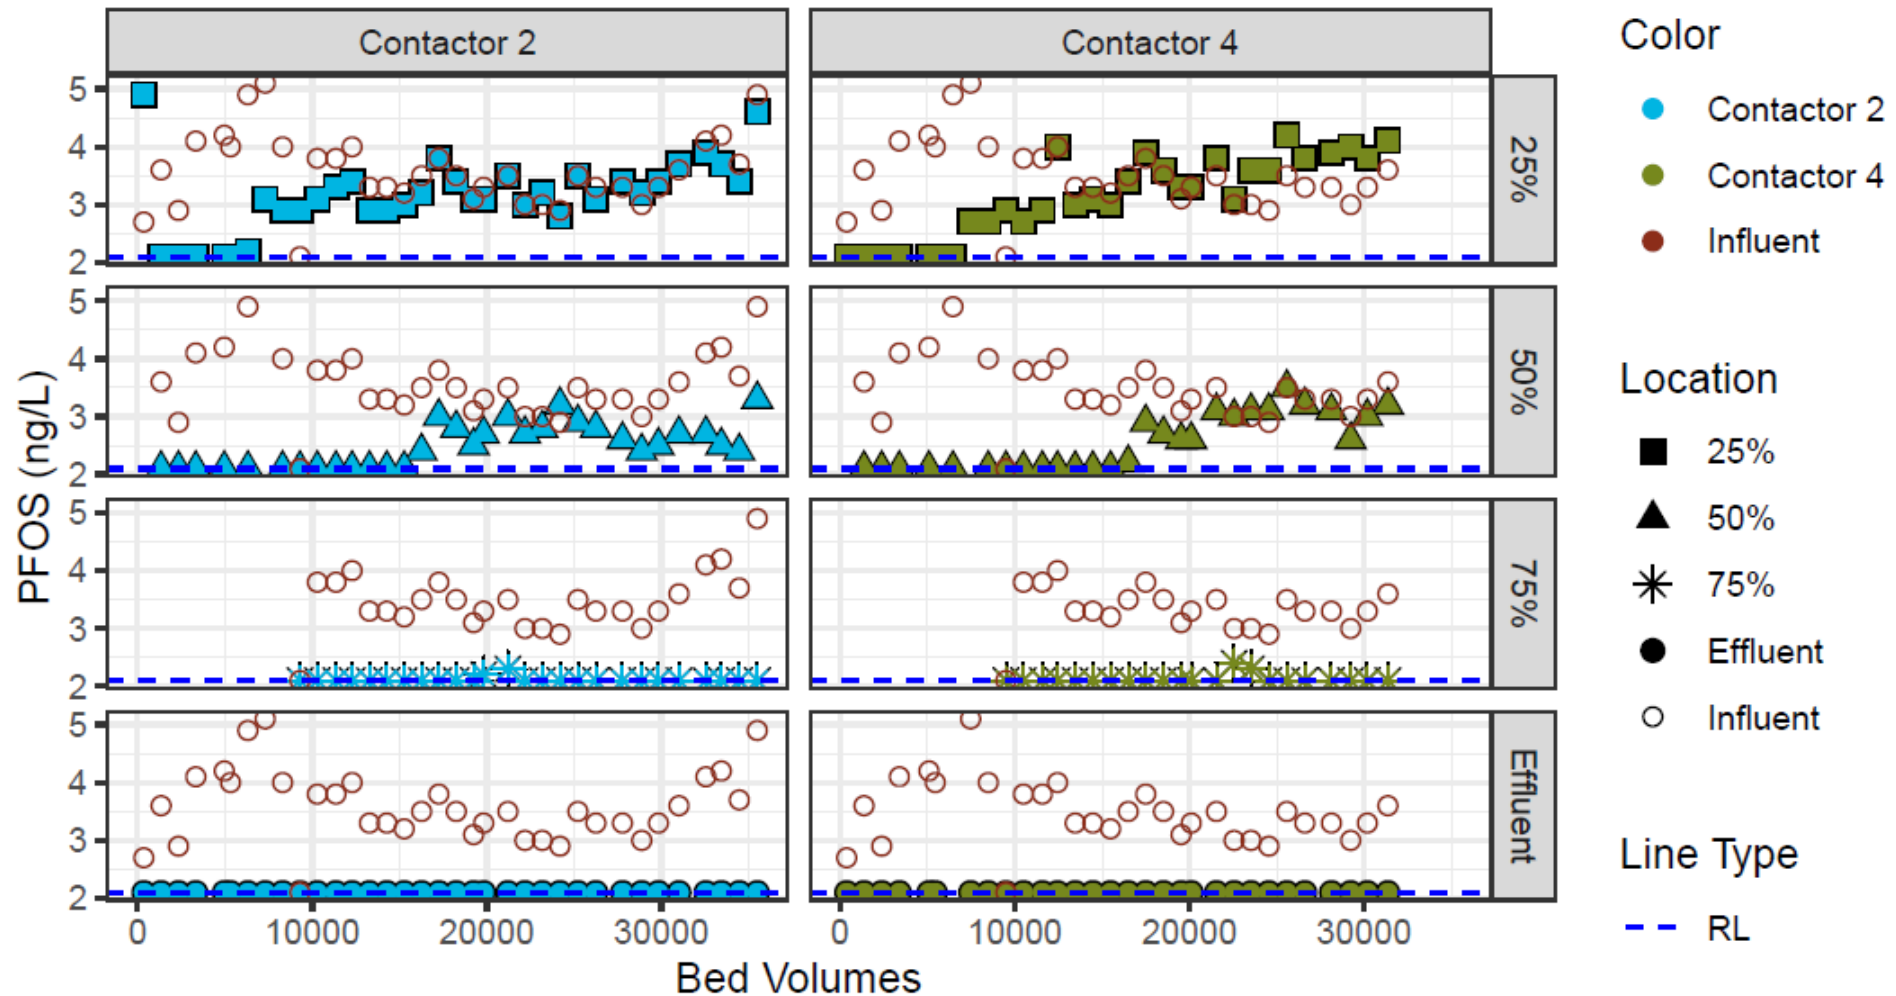 Contactor 2
Contactor 4
PFOS (ng/L)
5
4
3
2
25%
5
4
3
2
50%
5
4
3
2
75%
5
4
3
2
Effluent
0
10000
20000
30000
0
10000
20000
30000
Bed Volumes
Color
Contactor 2
Contactor 4
Influent
Location
25%
50%
75%
Effluent
Influent
Line Type
RL